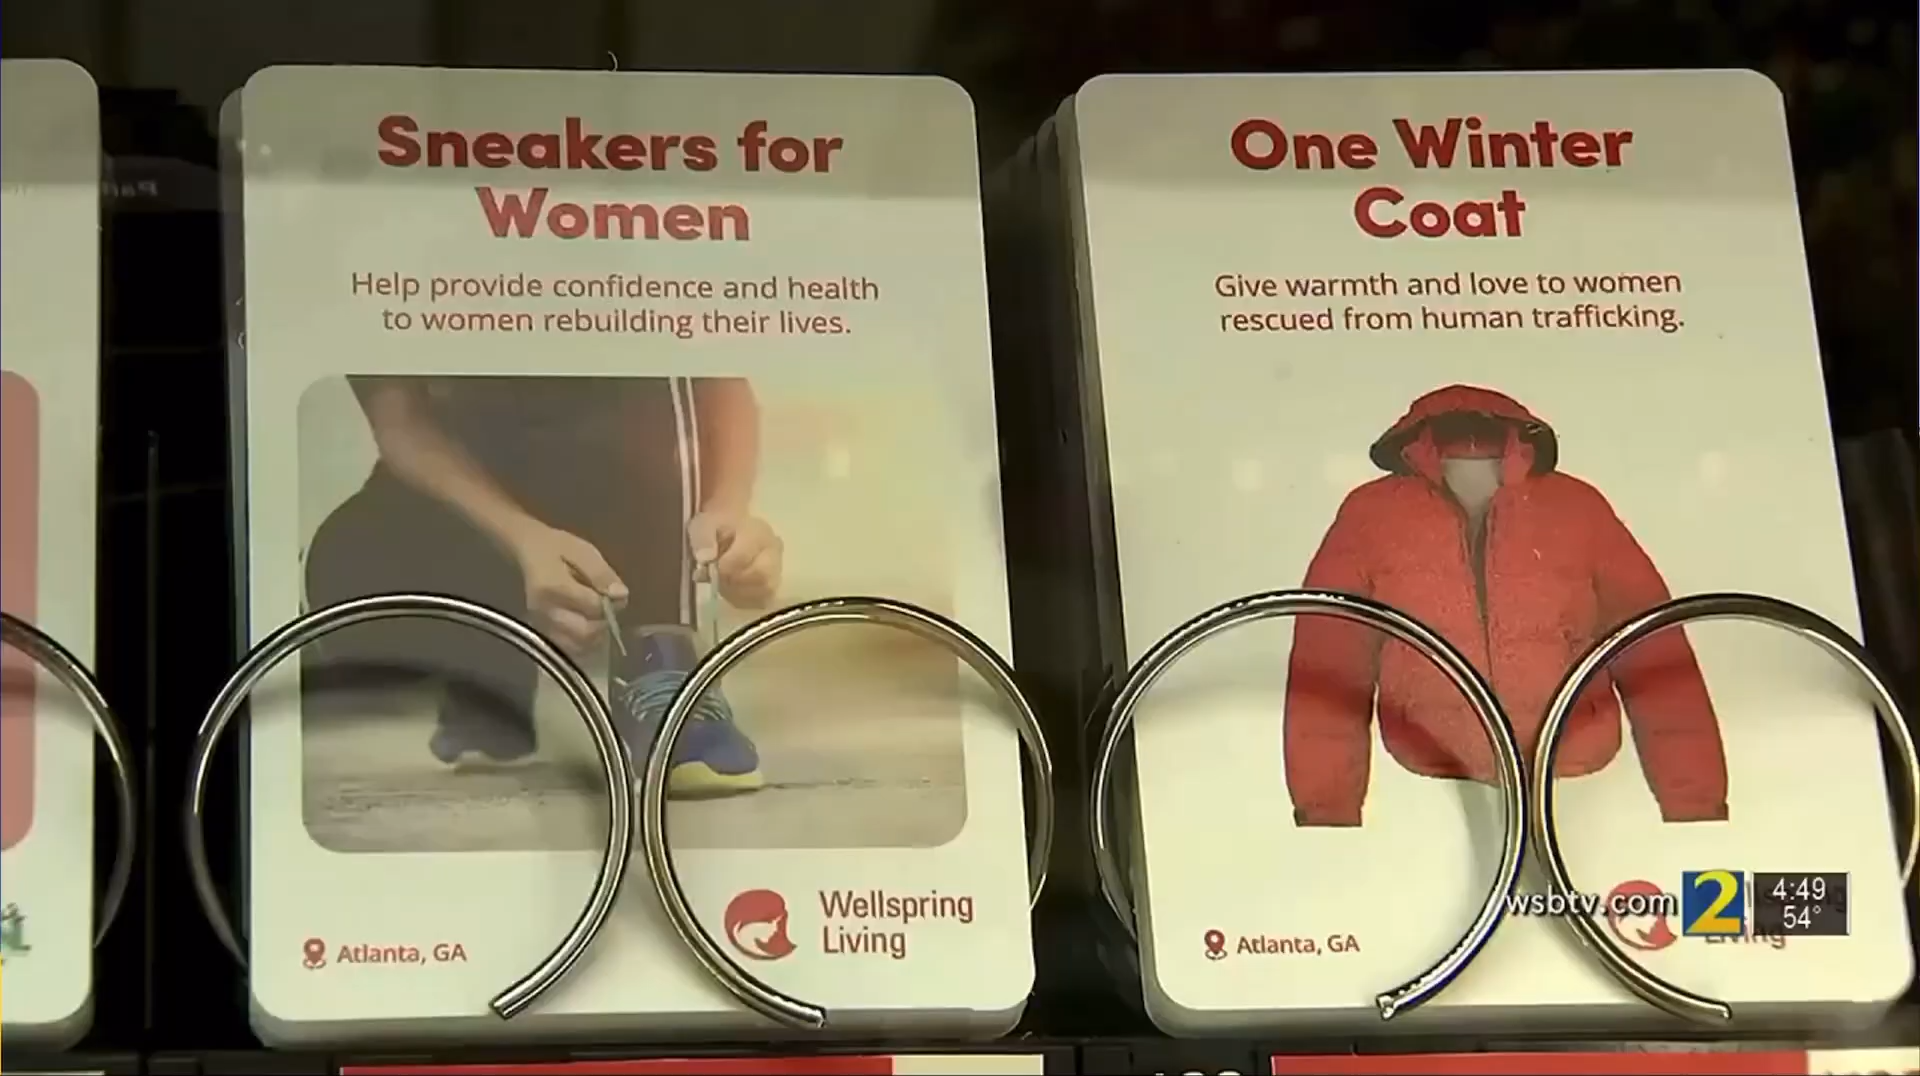 Sneakers for
Women
Help provide confidence and health
to women rebuilding their lives.
Atlanta, GA
Wellspring
Living
One Winter
Coat
Give warmth and love to women
rescued from human trafficking.
Atlanta, GA
Living
wsbtv.com 2
4:49
54°